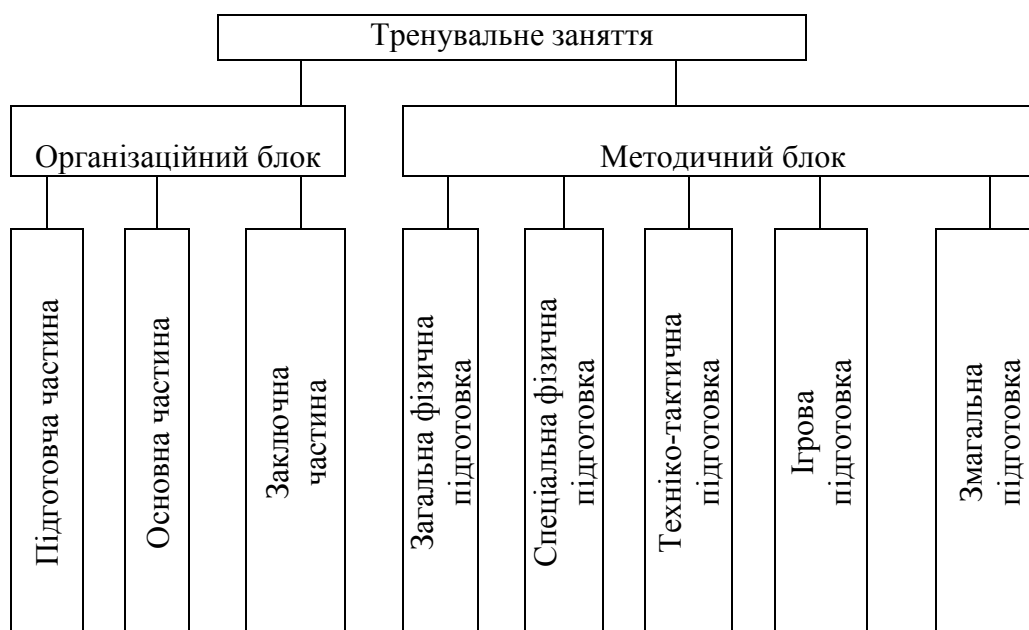 Тренувальне заняття
Організаційний блок
Методичний блок
Підготовча частина
Основна частина
Заключна
частина
Загальна фізична
підготовка
Спеціальна фізична
підготовка
Техніко-тактична
підготовка
Ігрова
підготовка
Змагальна
підготовка